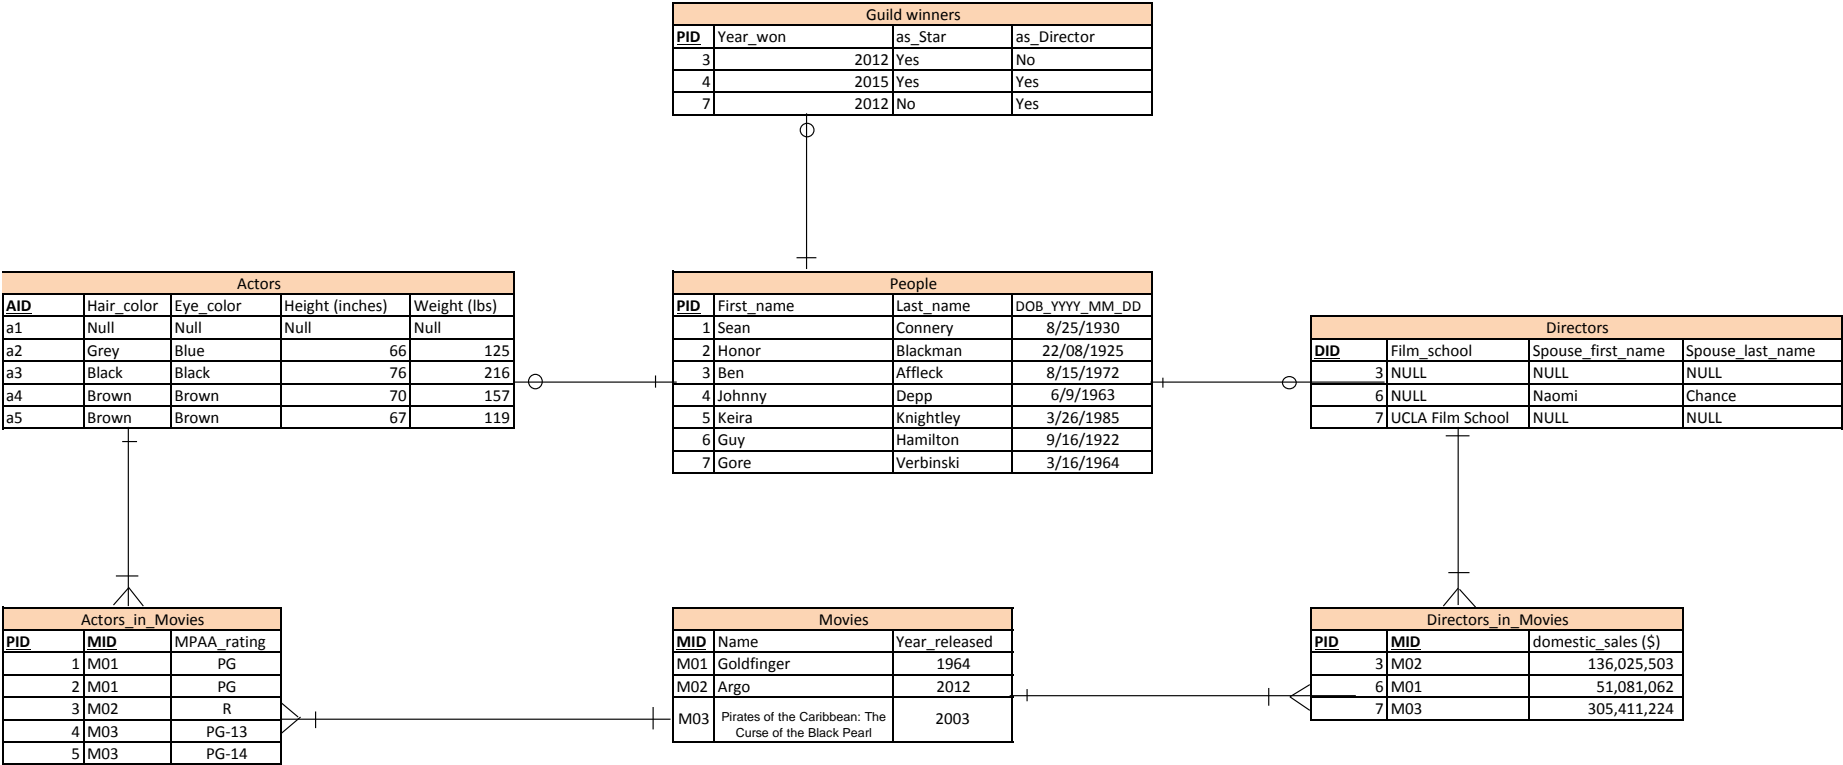 Guild winners
PID Year_won as_Star as_Director
3 2012 Yes No
4 2015 Yes Yes
7 2012 No Yes
Actors
AID Hair_color Eye_color Height (inches) Weight (lbs)
a1 Null Null Null Null
a2 Grey Blue 66 125
a3 Black Black 76 216
a4 Brown Brown 70 157
a5 Brown Brown 67 119
People
PID First_name Last_name DOB_YYYY_MM_DD
1 Sean Connery 8/25/1930
2 Honor Blackman 22/08/1925
3 Ben Affleck 8/15/1972
4 Johnny Depp 6/9/1963
5 Keira Knightley 3/26/1985
6 Guy Hamilton 9/16/1922
7 Gore Verbinski 3/16/1964
Directors
DID Film_school Spouse_first_name Spouse_last_name
3 NULL NULL NULL
6 NULL Naomi Chance
7 UCLA Film School NULL NULL
Actors_in_Movies
PID MID MPAA_rating
1 M01 PG
2 M01 PG
3 M02 R
4 M03 PG-13
5 M03 PG-14
Movies
MID Name Year_released
M01 Goldfinger 1964
M02 Argo 2012
M03 Pirates of the Caribbean: The 2003
Curse of the Black Pearl
Directors_in_Movies
PID MID domestic_sales ($)
3 M02 136,025,503
6 M01 51,081,062
7 M03 305,411,224